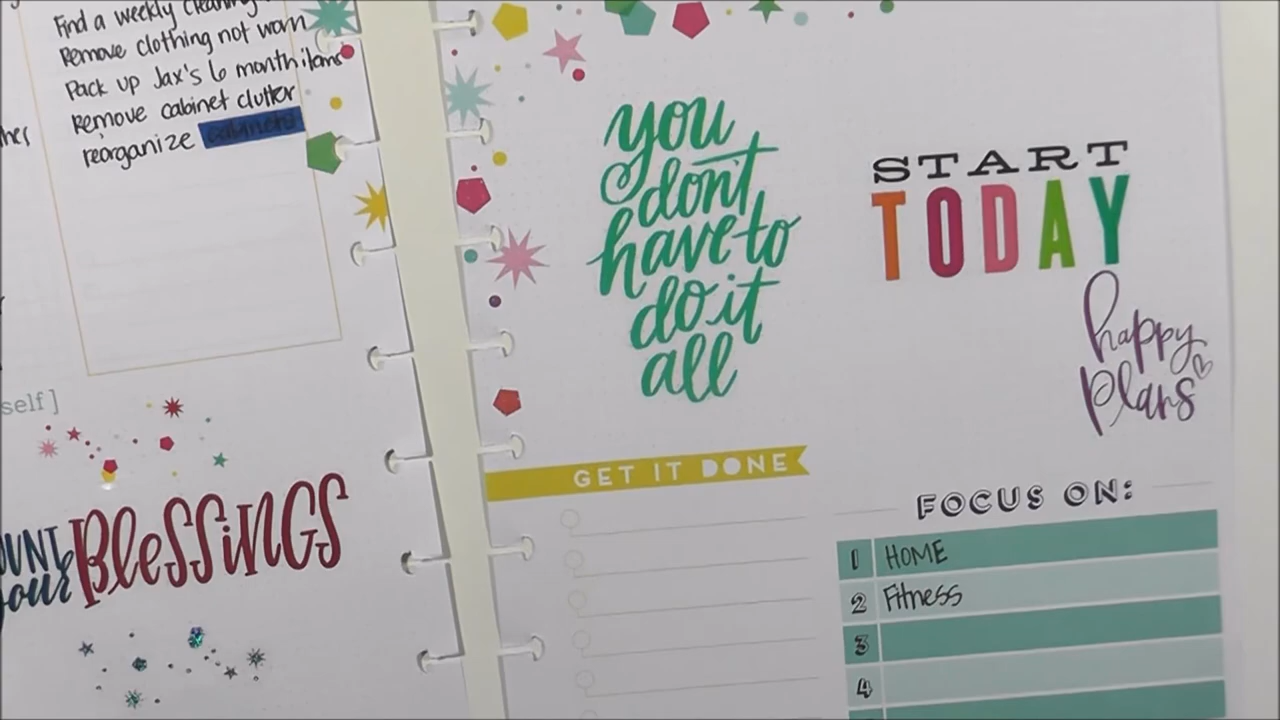 Find a weekly cleaning
Remove clothing not worn
Pack up Jax's 6 month items
Remove cabinet clutter
reorganize cabinets
self]
Blessings
your
you
don't
have to
do it
all
START
TODAY
happy
plans
GET IT DONE
FOCUS ON:
1 HOME
2 Fitness
3
4